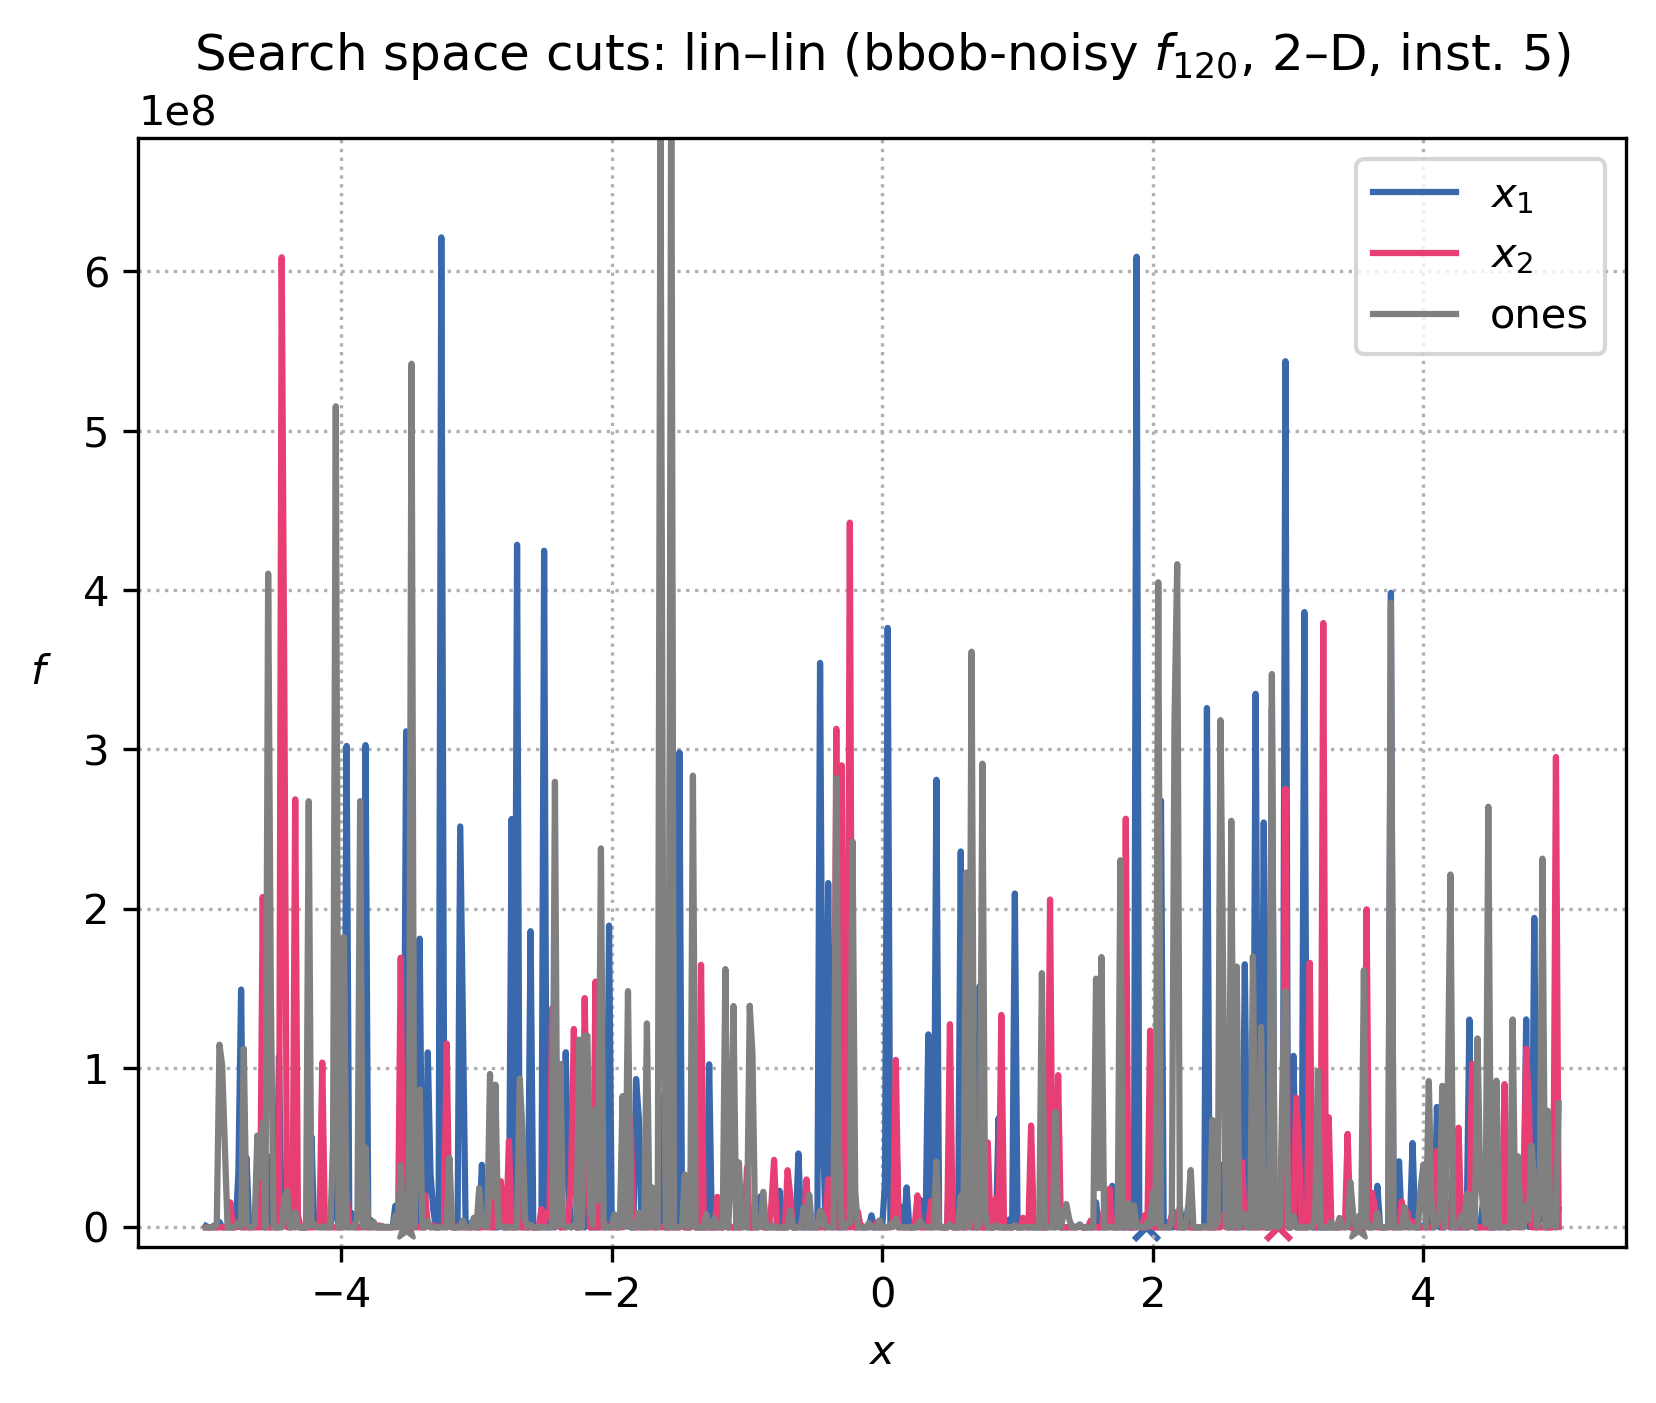 Search space cuts: lin–lin (bbob-noisy f₁₂₀, 2–D, inst. 5)
1e8
x₁
x₂
ones
6
5
4
3
2
1
0
f
−4
−2
0
2
4
x